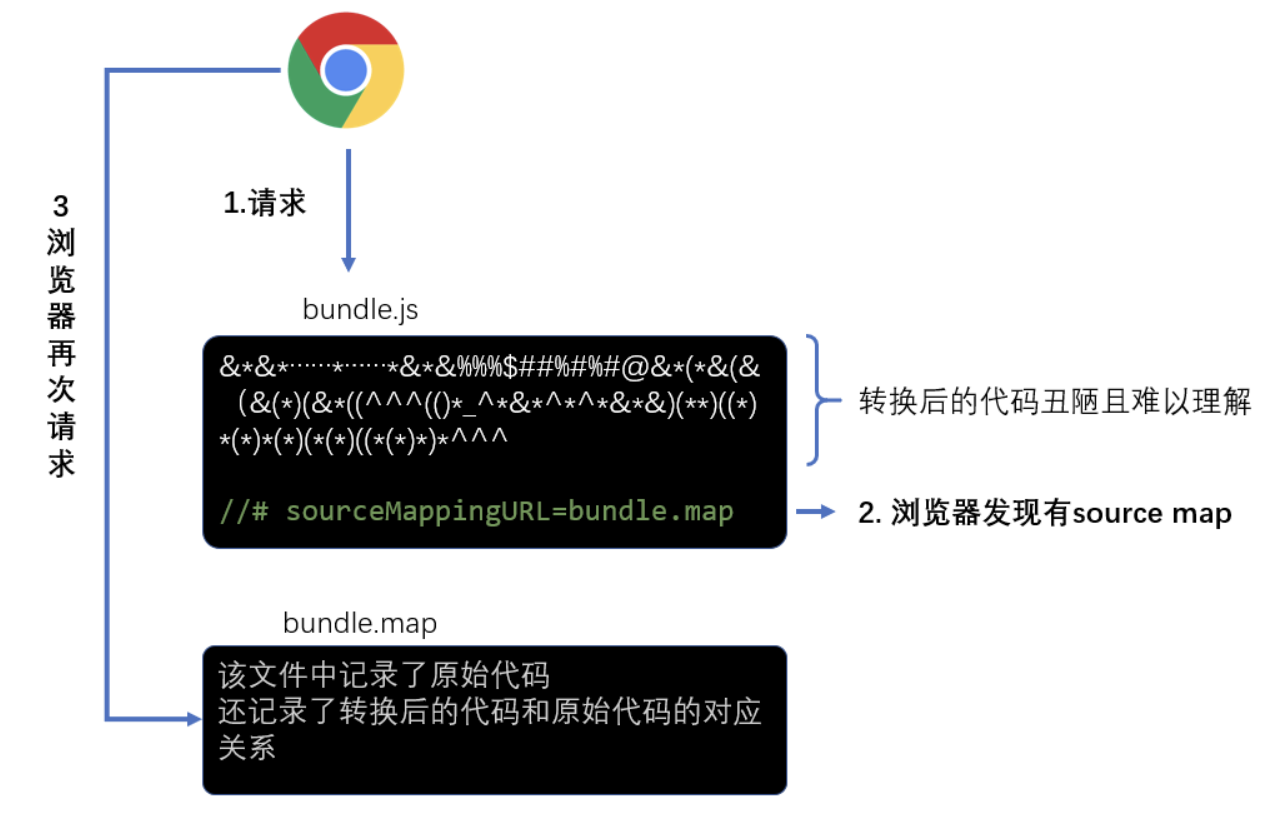 1.请求
3
浏
览
器
再
次
请
求
bundle.js
&*&*……*……*&*&%%%$##%#%#@&*(*&(&
（&(*)(&*((^^^(()*_^*&*^*^*&*&)(**)((*)
*(*)*(*)(*(*)((*(*)*)*^^^
//# sourceMappingURL=bundle.map
转换后的代码丑陋且难以理解
2. 浏览器发现有source map
bundle.map
该文件中记录了原始代码
还记录了转换后的代码和原始代码的对应
关系